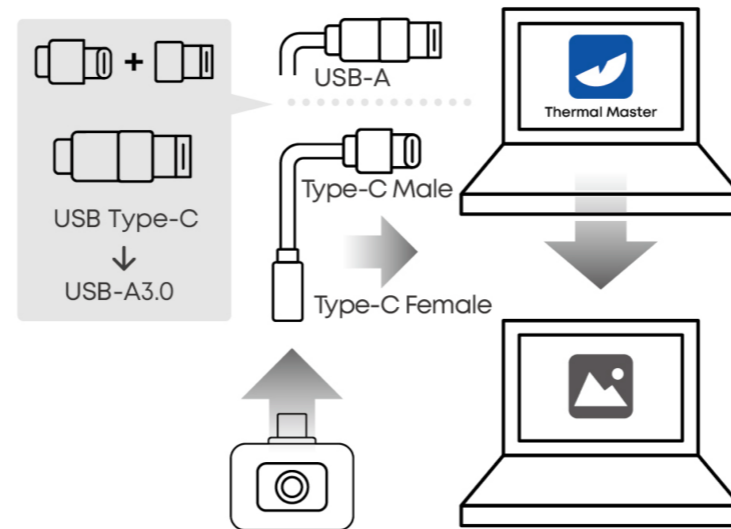 +
USB Type-C
↓
USB-A3.0
USB-A
Type-C Male
Type-C Female
Thermal Master